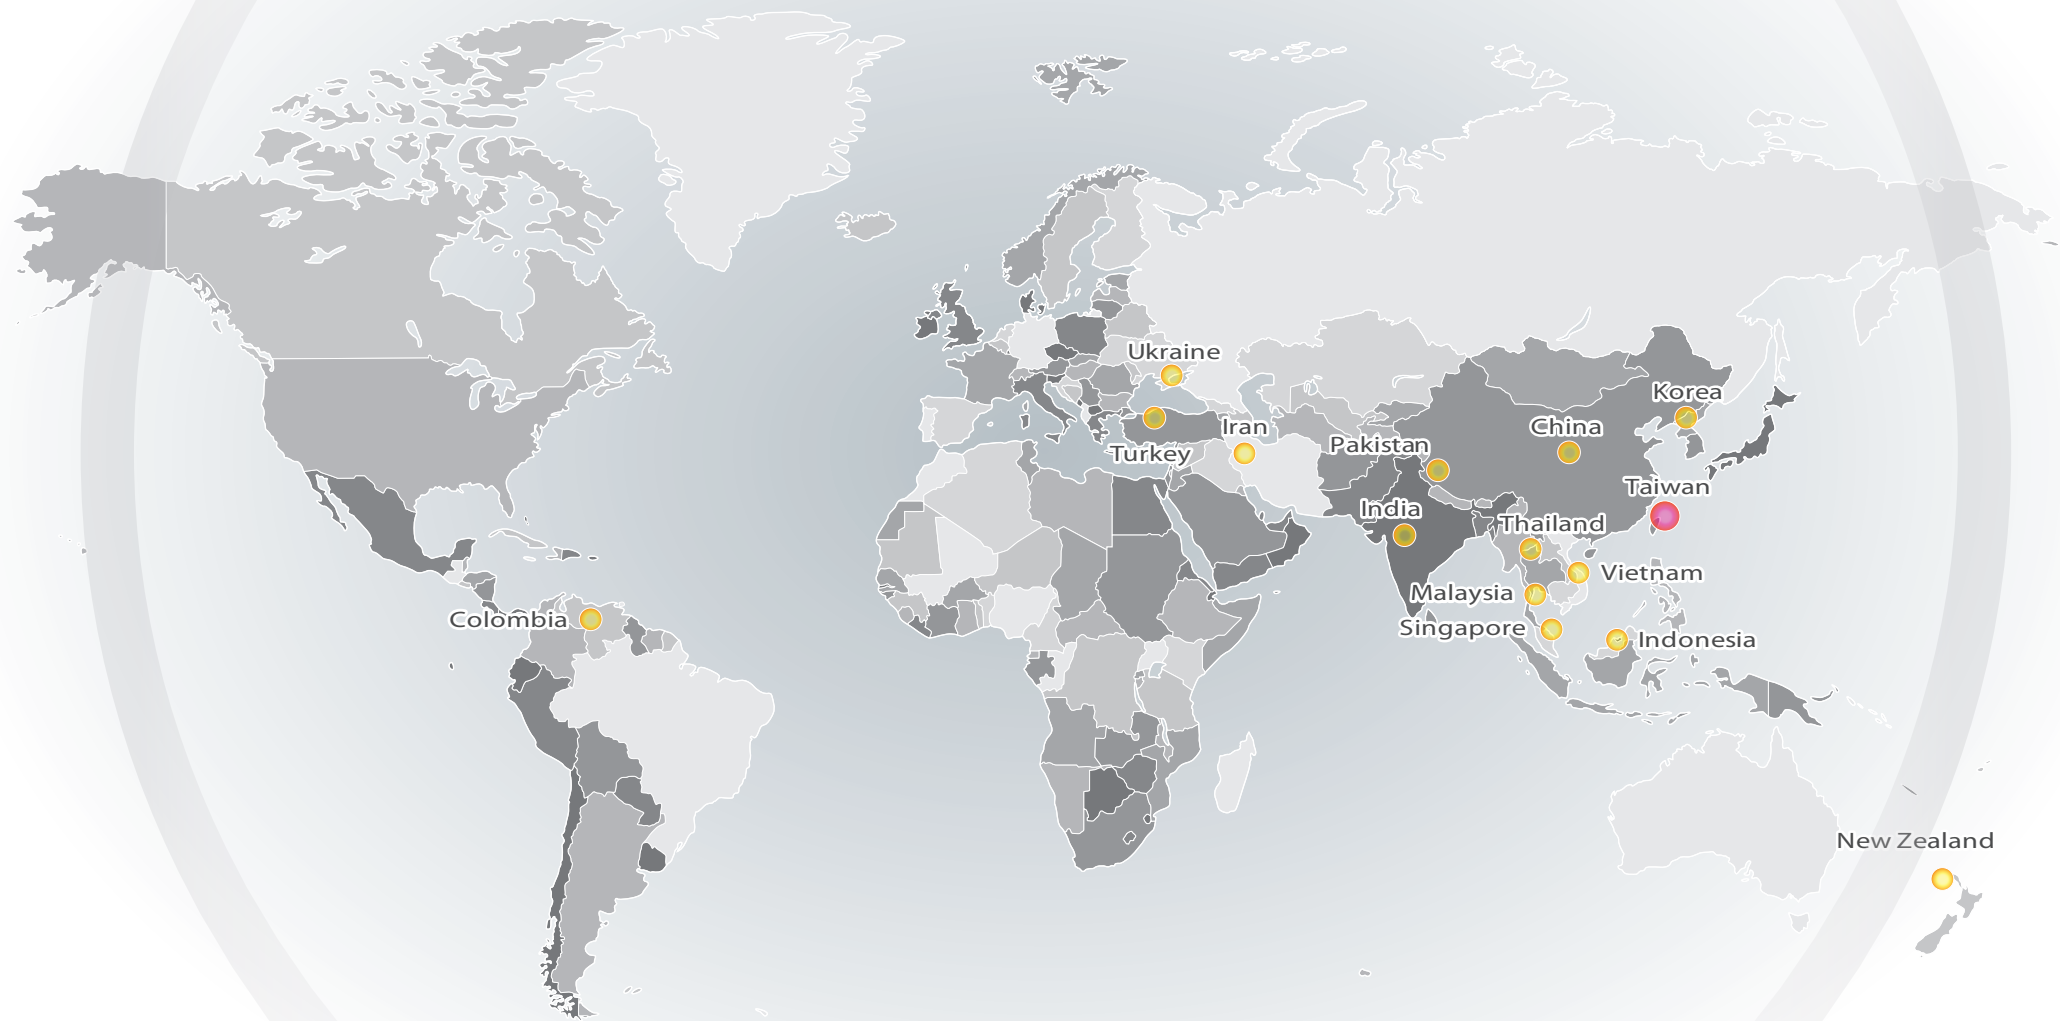 Ukraine
Korea
Iran
China
Pakistan
Turkey
Taiwan
India
Thailand
Vietnam
Malaysia
Colombia
Singapore
Indonesia
New Zealand